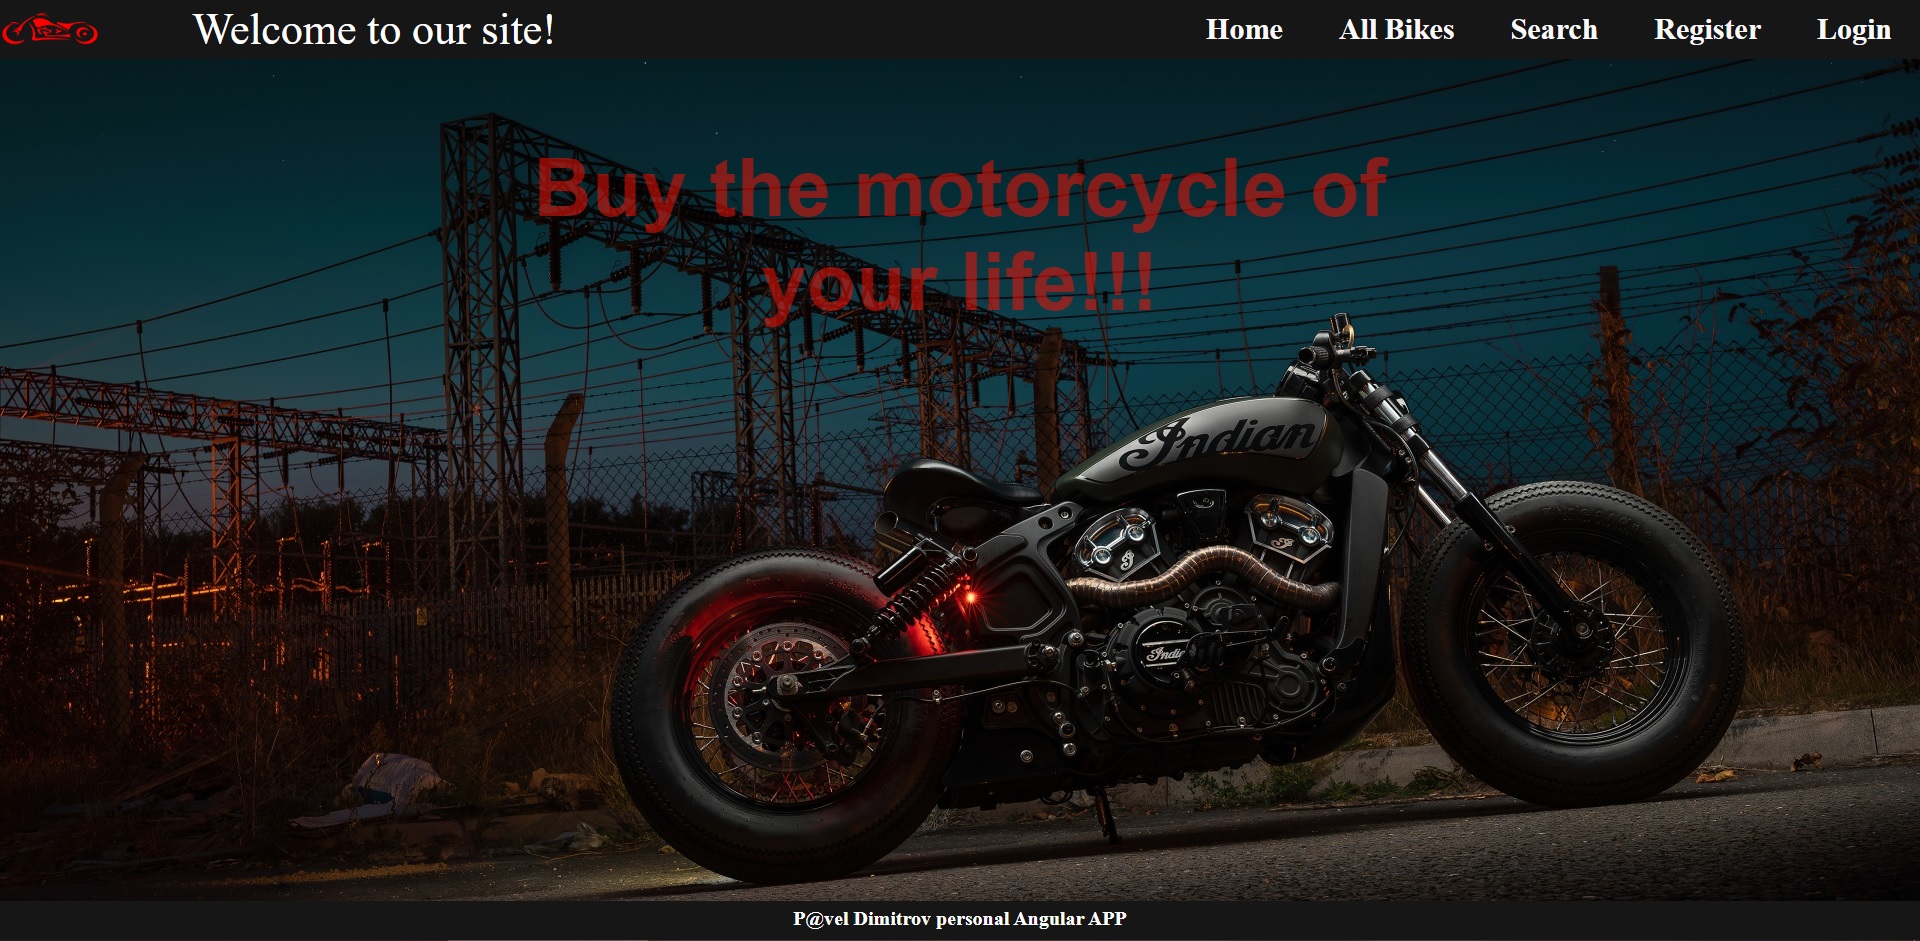 Welcome to our site!
Home All Bikes Search Register Login
Buy the motorcycle of
your life!!!
Indian
P@vel Dimitrov personal Angular APP